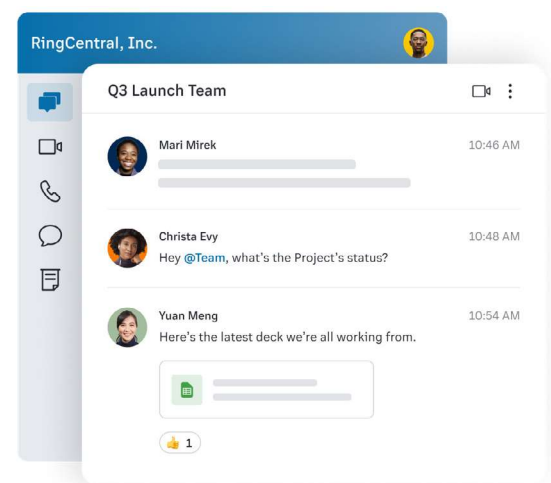 RingCentral, Inc.
Q3 Launch Team
Mari Mirek
10:46 AM
Christa Evy
10:48 AM
Hey @Team, what's the Project's status?
Yuan Meng
10:54 AM
Here's the latest deck we're all working from.
1